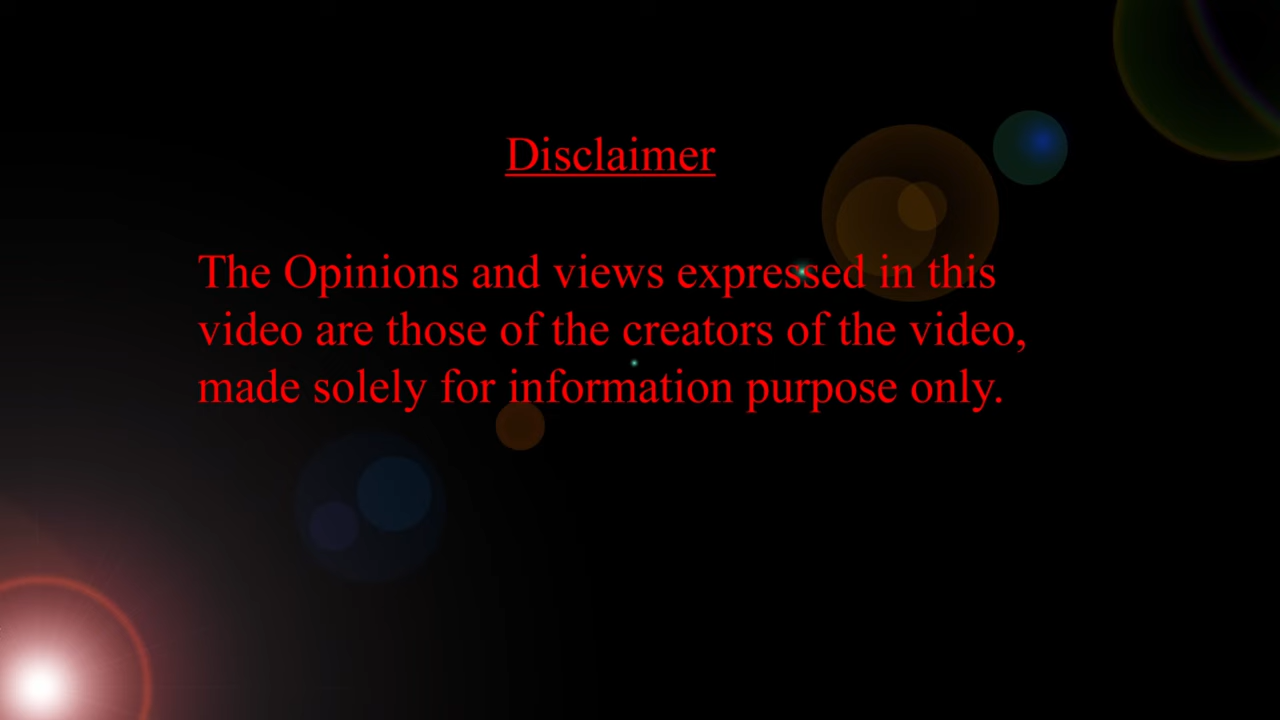 Disclaimer
The Opinions and views expressed in this
video are those of the creators of the video,
made solely for information purpose only.